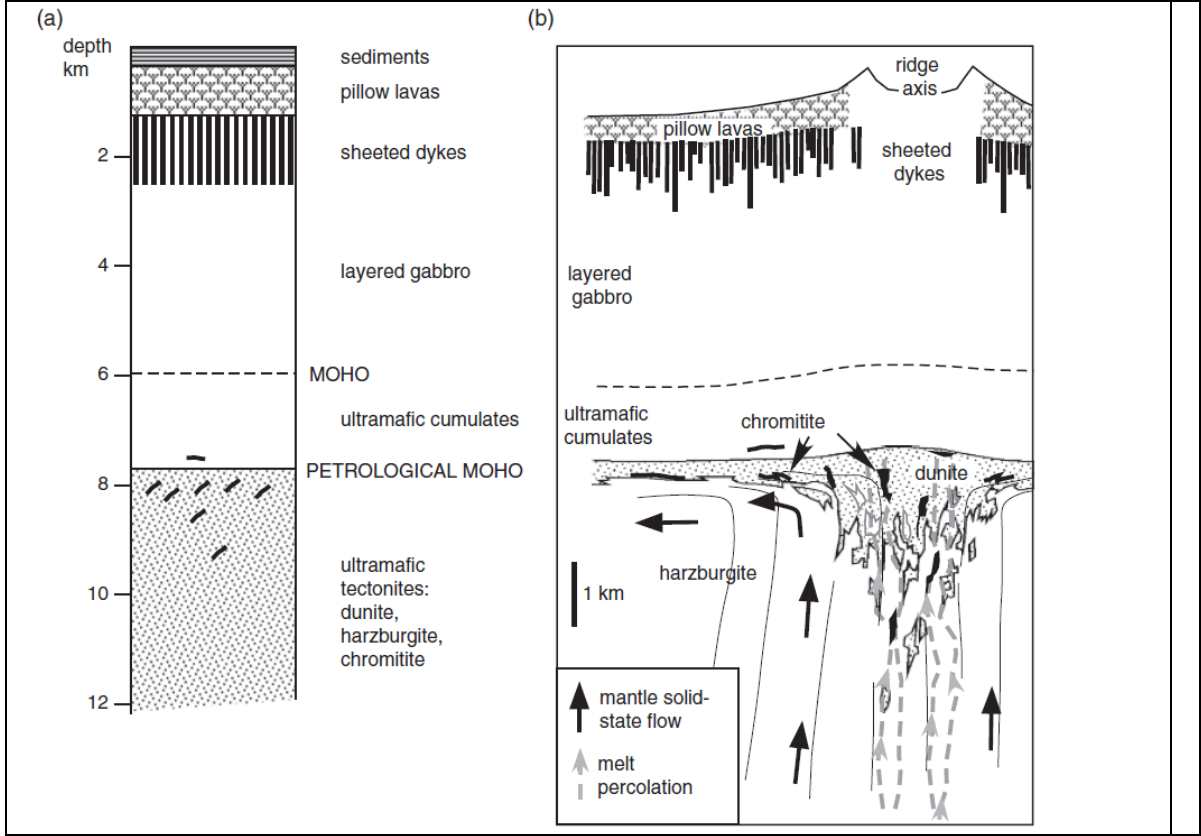 (a)
depth
km
sediments
pillow lavas
2
sheeted dykes
4
layered gabbro
6
MOHO
ultramafic cumulates
PETROLOGICAL MOHO
8
ultramafic
tectonites:
dunite,
harzburgite,
chromitite
10
12
(b)
ridge
axis
pillow lavas
sheeted
dykes
layered
gabbro
ultramafic
cumulates
chromitite
dunite
harzburgite
1 km
mantle solid-
state flow
melt
percolation